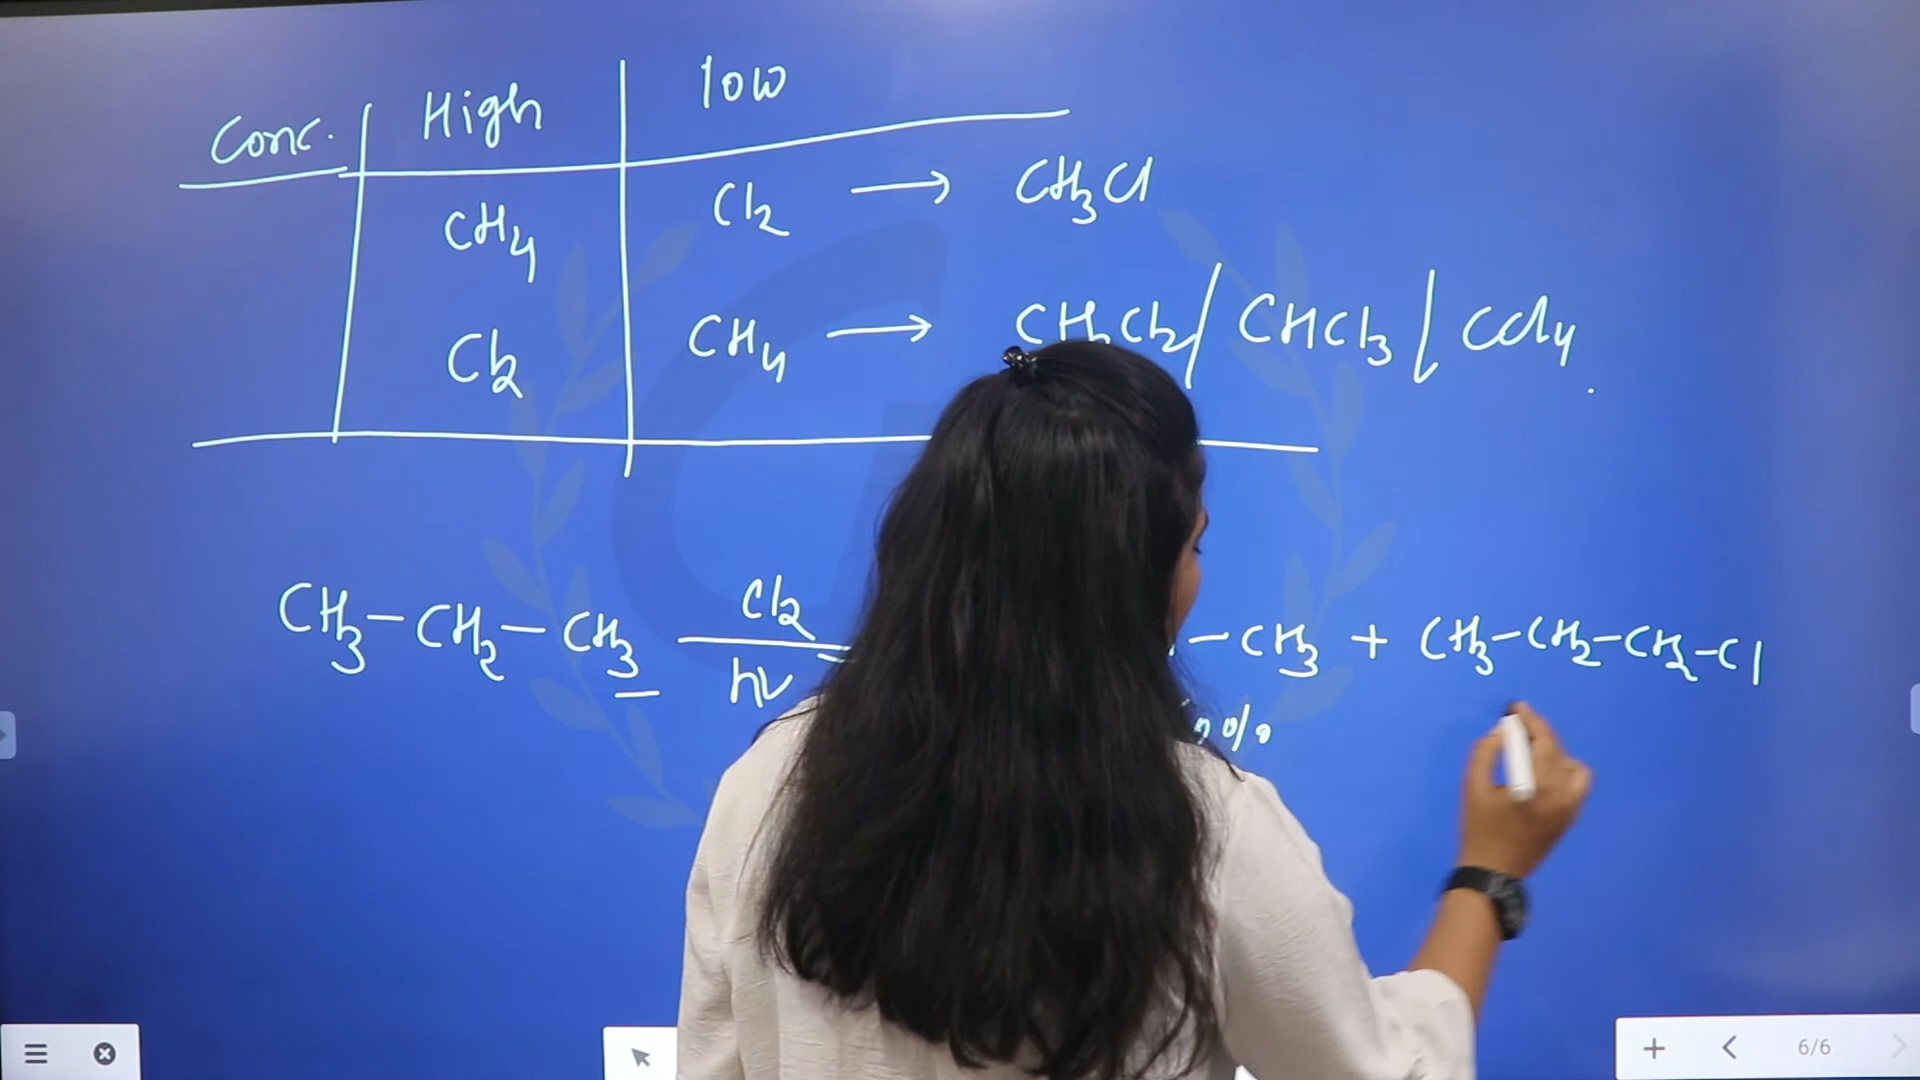 Conc. High low
CH4 Cl2 → CH3Cl
Cl2 CH4 → CH2Cl2 / CHCl3 / CCl4.
CH3-CH2-CH3 Cl2 -CH3 + CH3-CH2-CH2-Cl
hν
0%
6/6